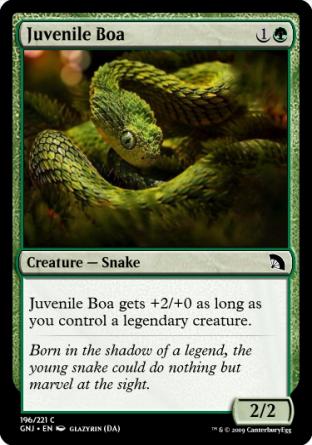 Juvenile Boa 1
Creature — Snake
Juvenile Boa gets +2/+0 as long as
you control a legendary creature.
Born in the shadow of a legend, the
young snake could do nothing but
marvel at the sight.
2/2
196/221 C
GNJ • EN GLAZYRIN (DA)
™ & © 2019 CanterburyEgg